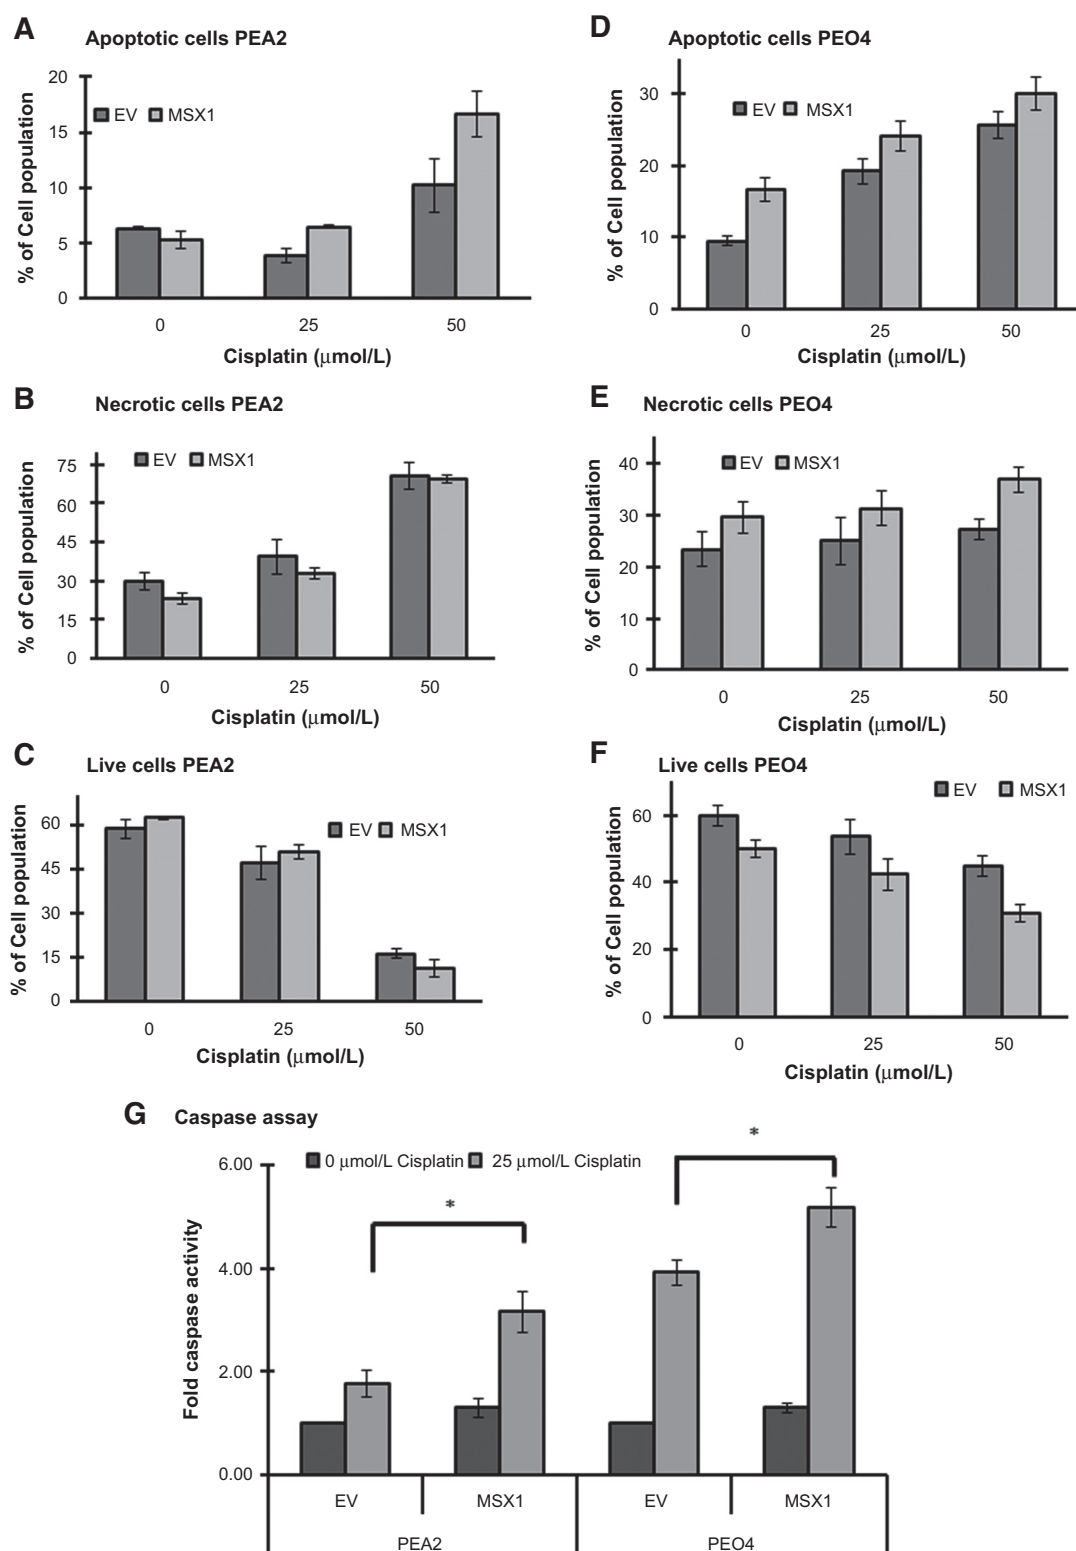 A
Apoptotic cells PEA2
20
15
10
5
0
EV MSX1
% of Cell population
0 25 50
Cisplatin (μmol/L)
B
Necrotic cells PEA2
75
60
45
30
15
0
EV MSX1
% of Cell population
0 25 50
Cisplatin (μmol/L)
C
Live cells PEA2
60
45
30
15
0
EV MSX1
% of Cell population
0 25 50
Cisplatin (μmol/L)
D
Apoptotic cells PEO4
30
20
10
0
EV MSX1
% of Cell population
0 25 50
Cisplatin (μmol/L)
E
Necrotic cells PEO4
40
30
20
10
0
EV MSX1
% of Cell population
0 25 50
Cisplatin (μmol/L)
F
Live cells PEO4
60
40
20
0
EV MSX1
% of Cell population
0 25 50
Cisplatin (μmol/L)
G
Caspase assay
6.00
4.00
2.00
0.00
0 μmol/L Cisplatin 25 μmol/L Cisplatin
Fold caspase activity
*
*
EV MSX1 EV MSX1
PEA2 PEO4